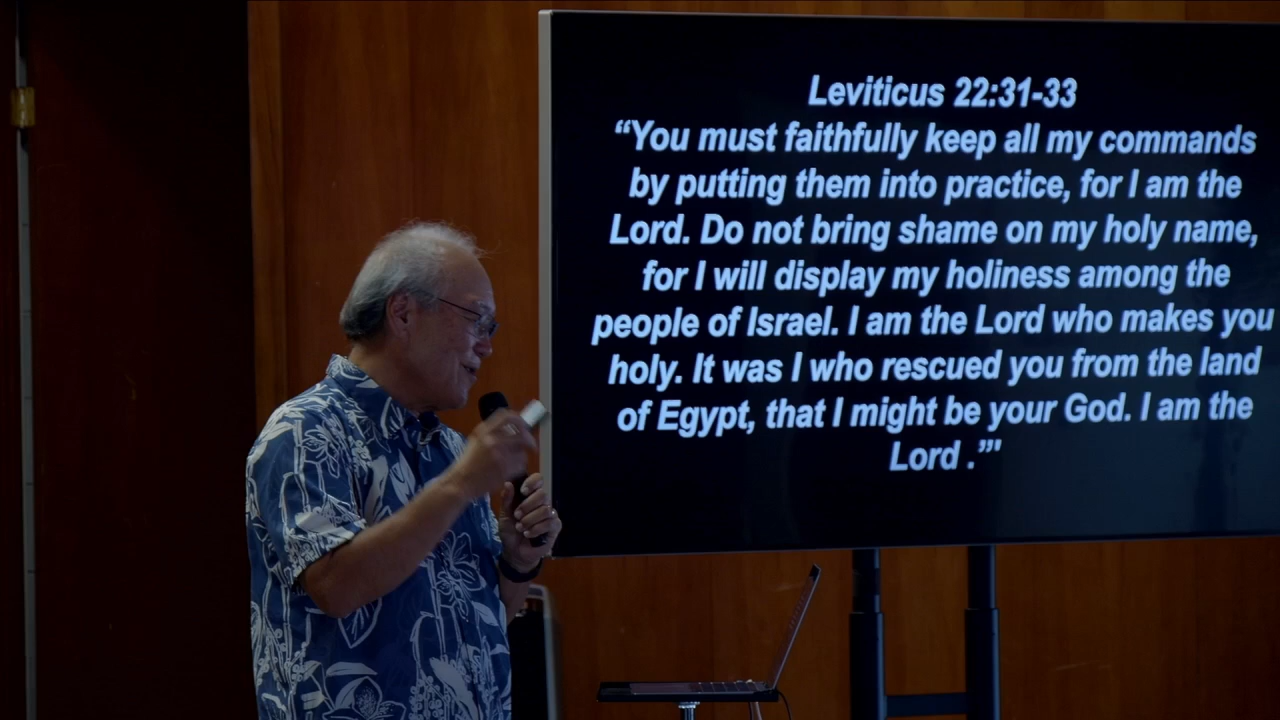 Leviticus 22:31-33
“You must faithfully keep all my commands
by putting them into practice, for I am the
Lord. Do not bring shame on my holy name,
for I will display my holiness among the
people of Israel. I am the Lord who makes you
holy. It was I who rescued you from the land
of Egypt, that I might be your God. I am the
Lord .”'"